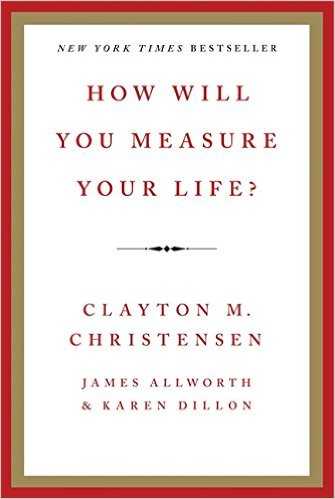 NEW YORK TIMES BESTSELLER
HOW WILL
YOU MEASURE
YOUR LIFE?
CLAYTON M.
CHRISTENSEN
JAMES ALLWORTH
& KAREN DILLON